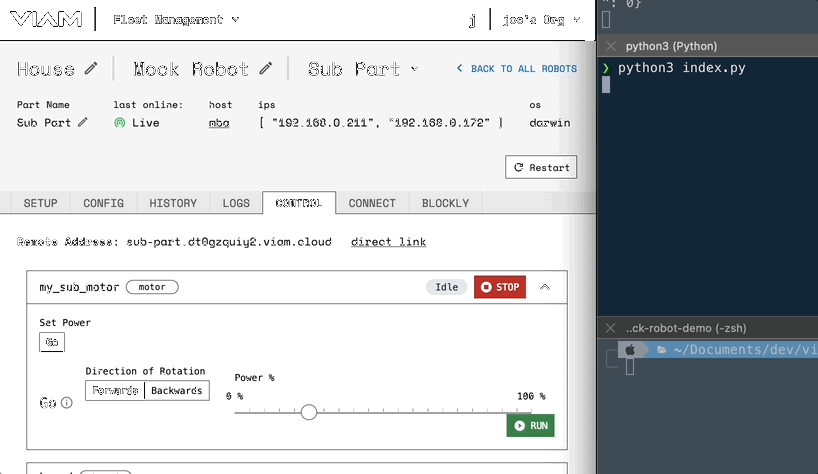 VIAM Fleet Management j joe's Org
House Mock Robot Sub Part < BACK TO ALL ROBOTS
Part Name last online: host ips os
Sub Part Live mba [ "192.168.0.211", "192.168.0.172" ] darwin
Restart
SETUP CONFIG HISTORY LOGS CONTROL CONNECT BLOCKLY
Remote Address: sub-part.dt0gzquiy2.viam.cloud direct link
my_sub_motor motor Idle STOP
Set Power
Go
Direction of Rotation
Forwards Backwards
Go
Power %
0 % 100 %
RUN
": 0}
python3 (Python)
❯ python3 index.py
..ck-robot-demo (-zsh)
~/Documents/dev/vi